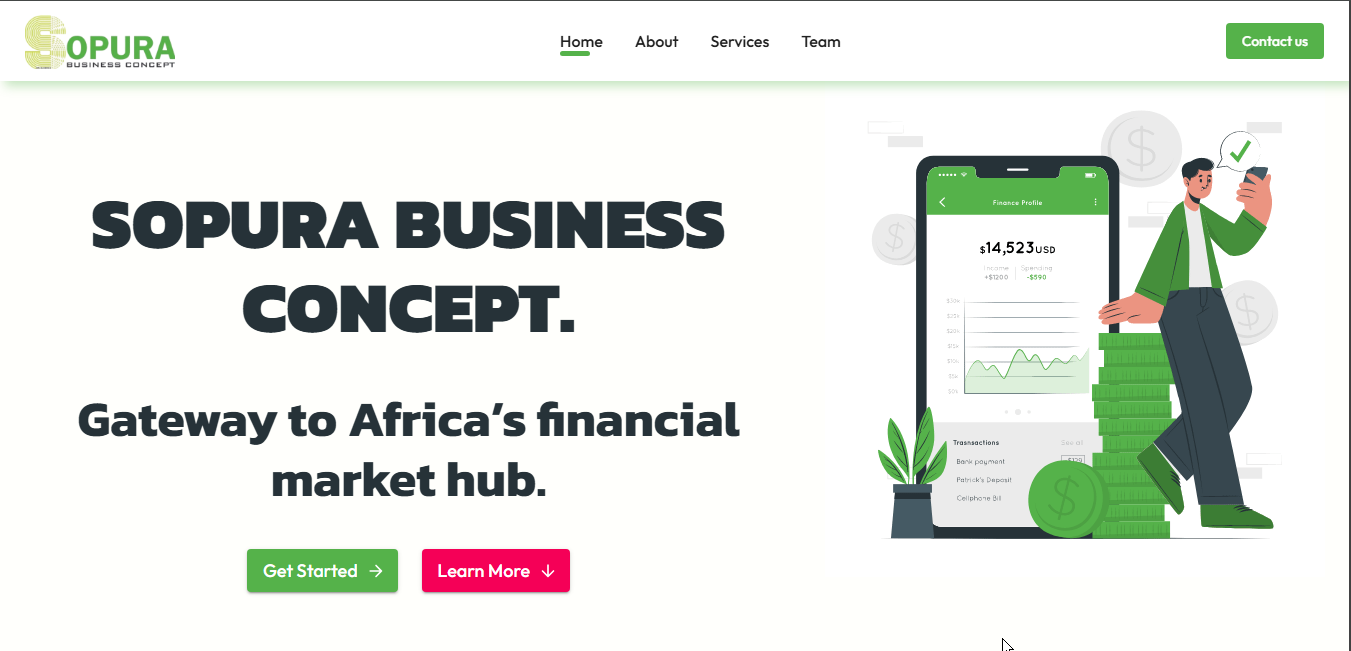 SOPURA
BUSINESS CONCEPT
Home About Services Team
Contact us
SOPURA BUSINESS
CONCEPT.
Gateway to Africa's financial
market hub.
Get Started →
Learn More ↓
Finance Profile
$14,523USD
Income Spending
+$1200 -$590
$30k
$25k
$20k
$15k
$10k
$5k
$0k
Trasnsactions See all
Bank payment -$129
Patrick's Deposit
Cellphone Bill
$
$
$
$